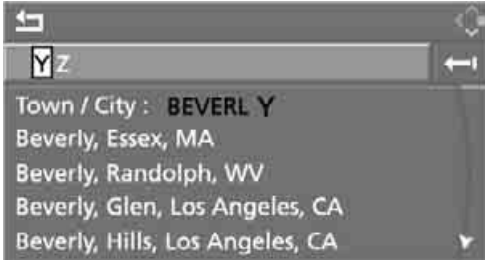 Y Z
Town / City : BEVERL Y
Beverly, Essex, MA
Beverly, Randolph, WV
Beverly, Glen, Los Angeles, CA
Beverly, Hills, Los Angeles, CA